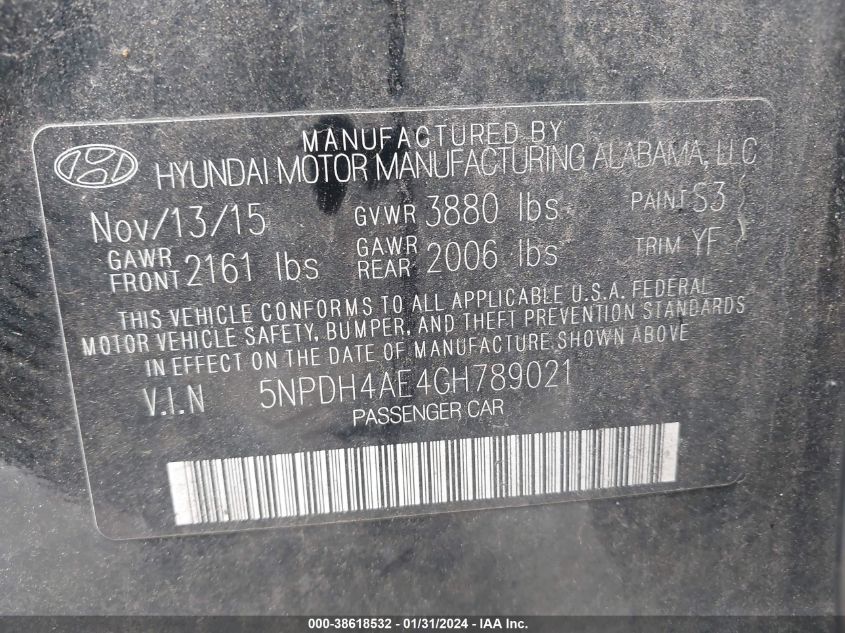 MANUFACTURED BY
HYUNDAI MOTOR MANUFACTURING ALABAMA, LLC
Nov/13/15 GVWR 3880 lbs PAINT S3
GAWR FRONT 2161 lbs GAWR REAR 2006 lbs TRIM YF
THIS VEHICLE CONFORMS TO ALL APPLICABLE U.S.A. FEDERAL
MOTOR VEHICLE SAFETY, BUMPER, AND THEFT PREVENTION STANDARDS
IN EFFECT ON THE DATE OF MANUFACTURE SHOWN ABOVE
V.I.N 5NPDH4AE4GH789021
PASSENGER CAR
000-38618532 - 01/31/2024 - IAA, Inc.